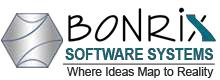 BONRIX
SOFTWARE SYSTEMS
Where Ideas Map to Reality